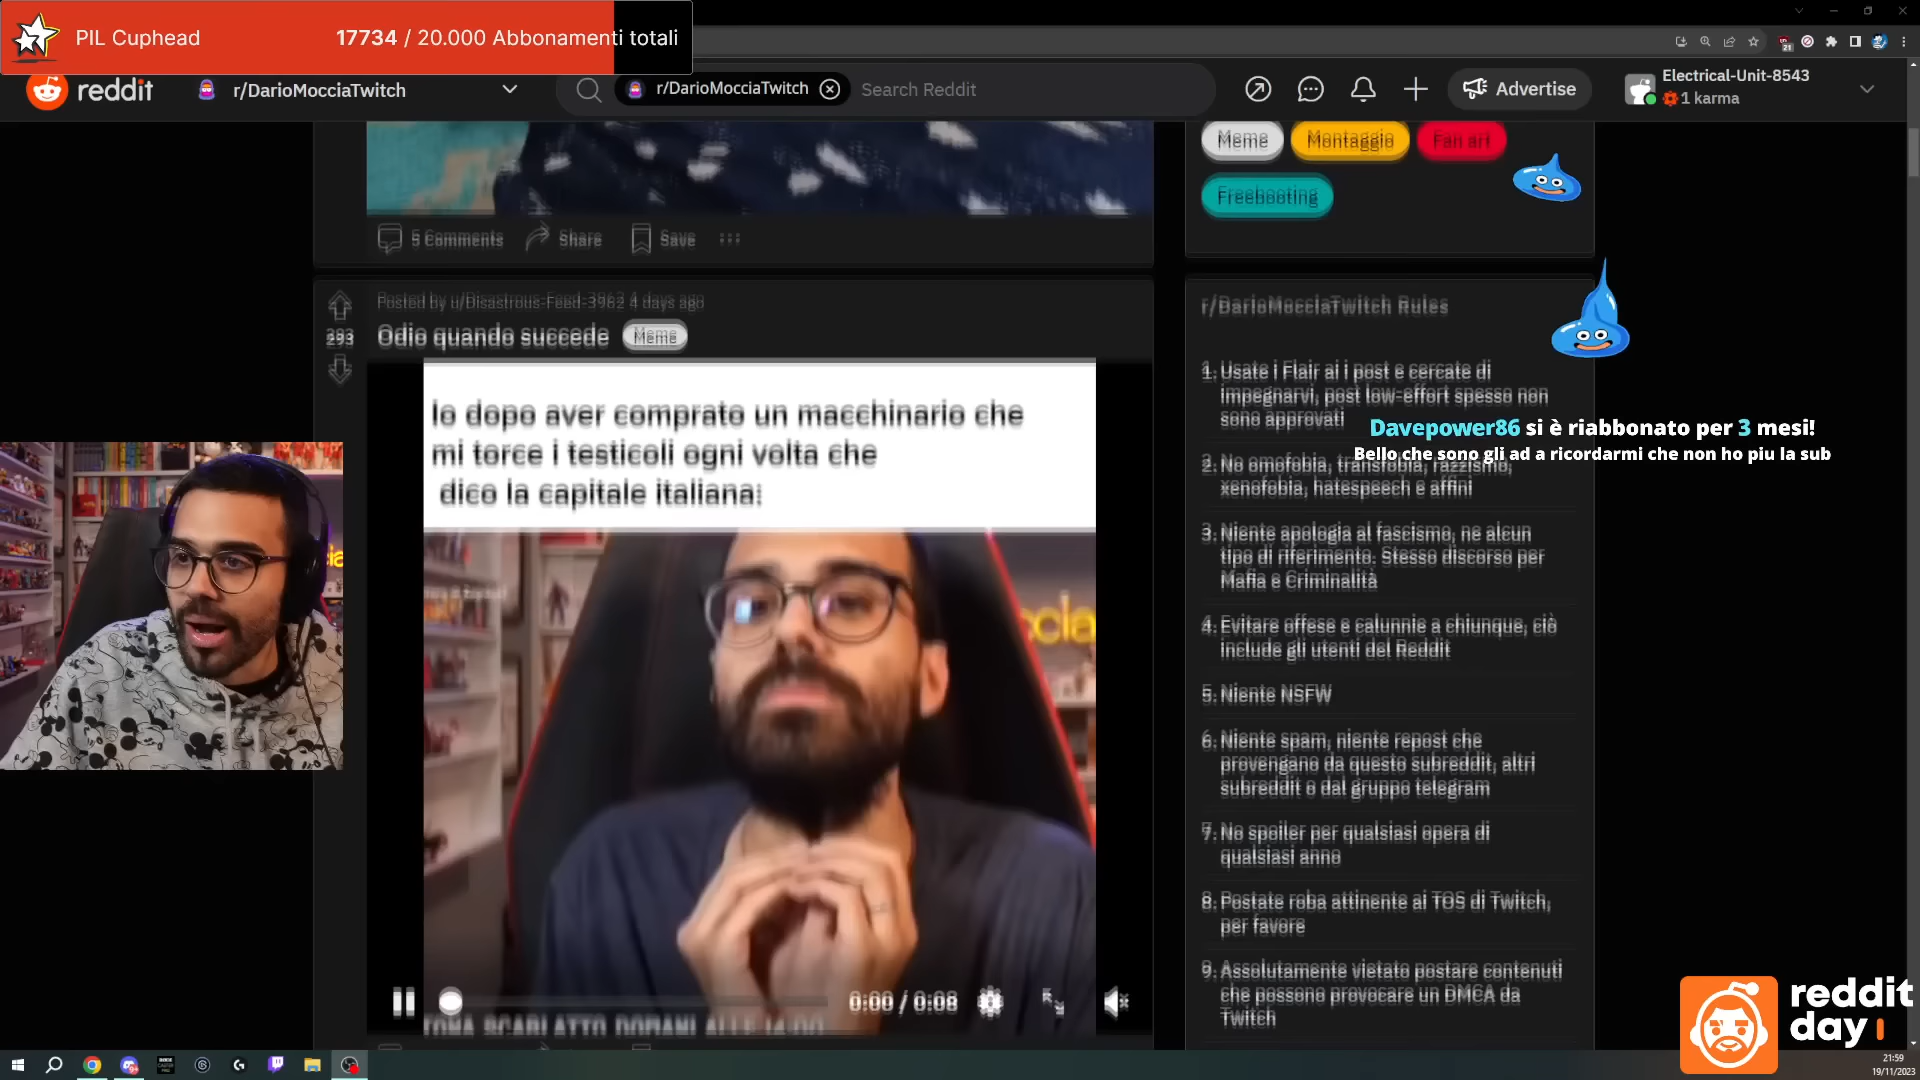 PIL Cuphead
17734 / 20.000 Abbonamenti totali
21
reddit
r/DarioMocciaTwitch
r/DarioMocciaTwitch
Search Reddit
Advertise
Electrical-Unit-8543
1 karma
Meme
Montaggio
Fan art
Freebooting
5 Comments
Share
Save
Posted by u/Disastrous-Feed-3962 4 days ago
293
Odio quando succede
Meme
Io dopo aver comprato un macchinario che
mi torce i testicoli ogni volta che
dico la capitale italiana:
ccia
0:00 / 0:08
r/DarioMocciaTwitch Rules
1. Usate i Flair ai i post e cercate di
impegnarvi, post low-effort spesso non
sono approvati
Davepower86 si è riabbonato per 3 mesi!
Bello che sono gli ad a ricordarmi che non ho piu la sub
2. No omofobia, transfobia, razzismo,
xenofobia, hatespeech e affini
3. Niente apologia al fascismo, ne alcun
tipo di riferimento. Stesso discorso per
Mafia e Criminalità
4. Evitare offese e calunnie a chiunque, ciò
include gli utenti del Reddit
5. Niente NSFW
6. Niente spam, niente repost che
provengano da questo subreddit, altri
subreddit o dal gruppo telegram
7. No spoiler per qualsiasi opera di
qualsiasi anno
8. Postate roba attinente ai TOS di Twitch,
per favore
9. Assolutamente vietato postare contenuti
che possono provocare un DMCA da
Twitch
reddit
day
21:59
19/11/2023